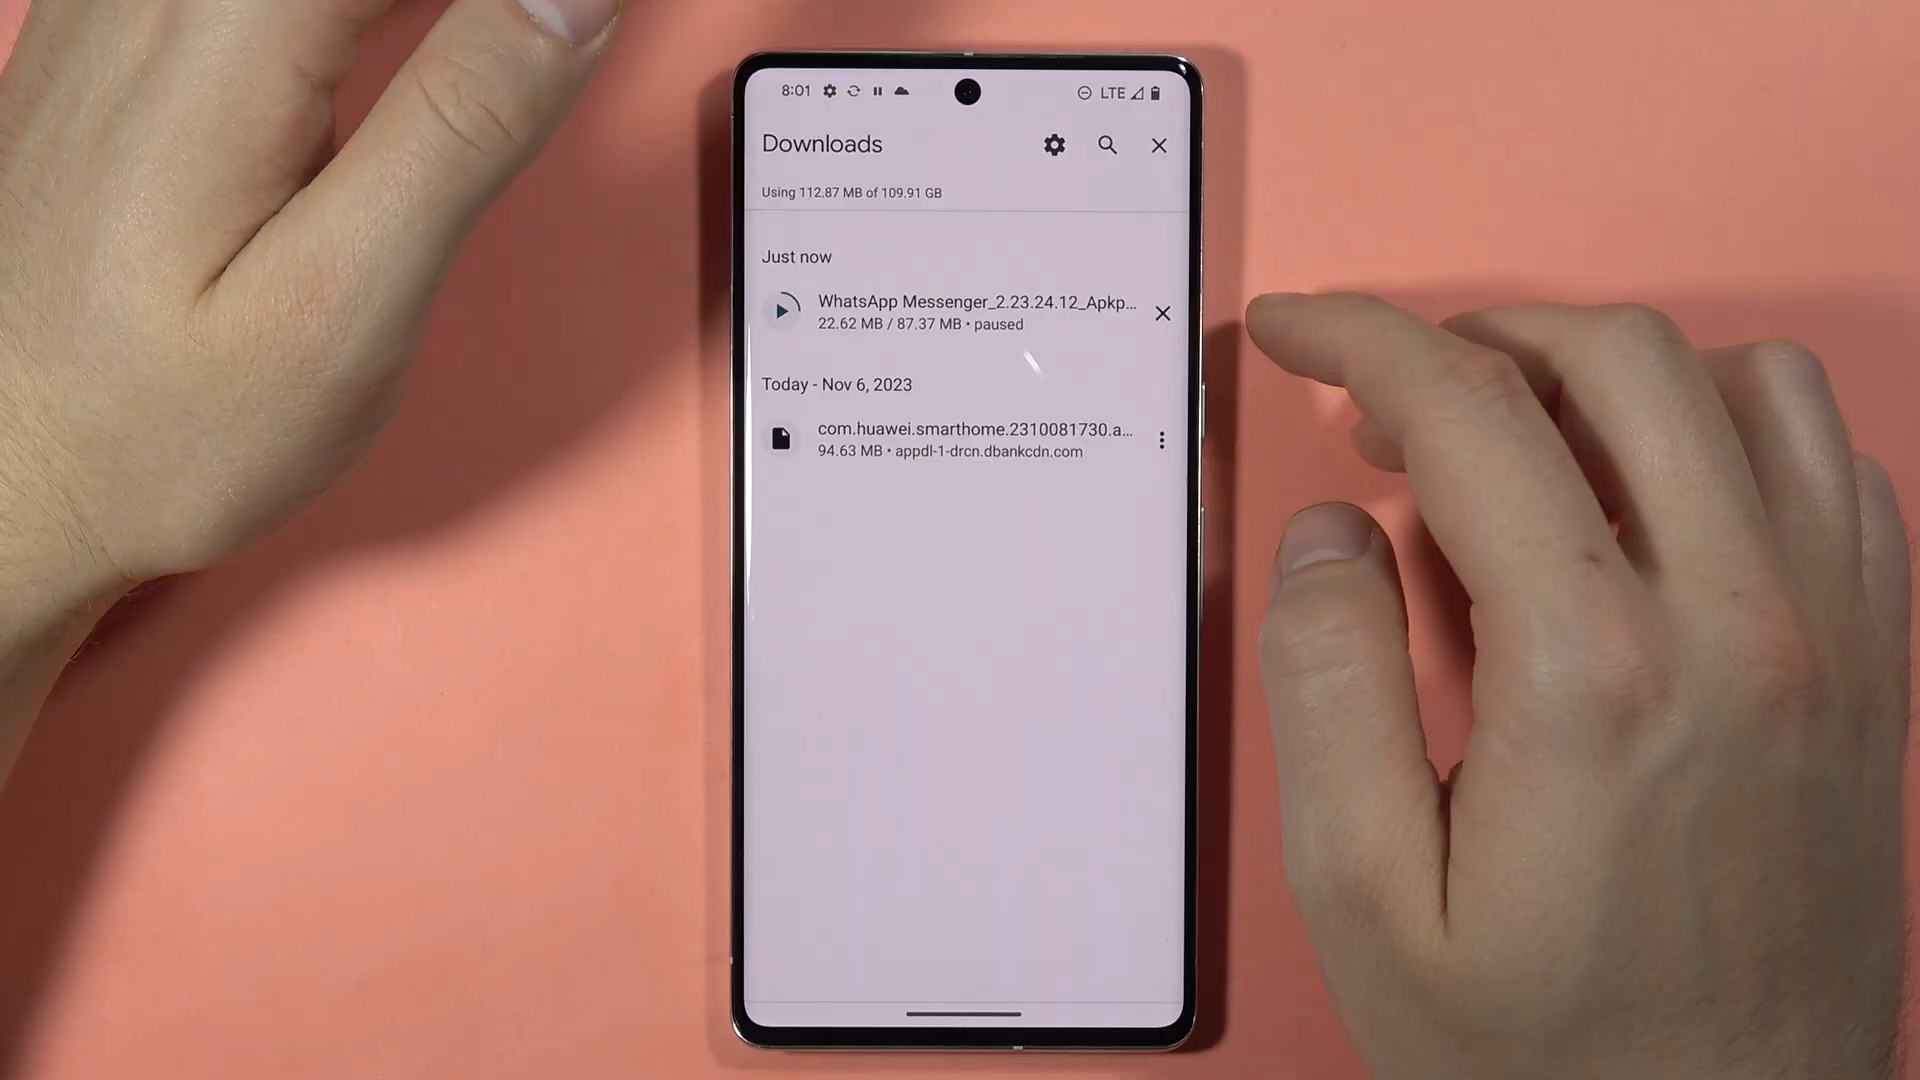 8:01 LTE
Downloads
Using 112.87 MB of 109.91 GB
Just now
WhatsApp Messenger_2.23.24.12_Apkp...
22.62 MB / 87.37 MB • paused
Today - Nov 6, 2023
com.huawei.smarthome.2310081730.a...
94.63 MB • appdl-1-drcn.dbankcdn.com